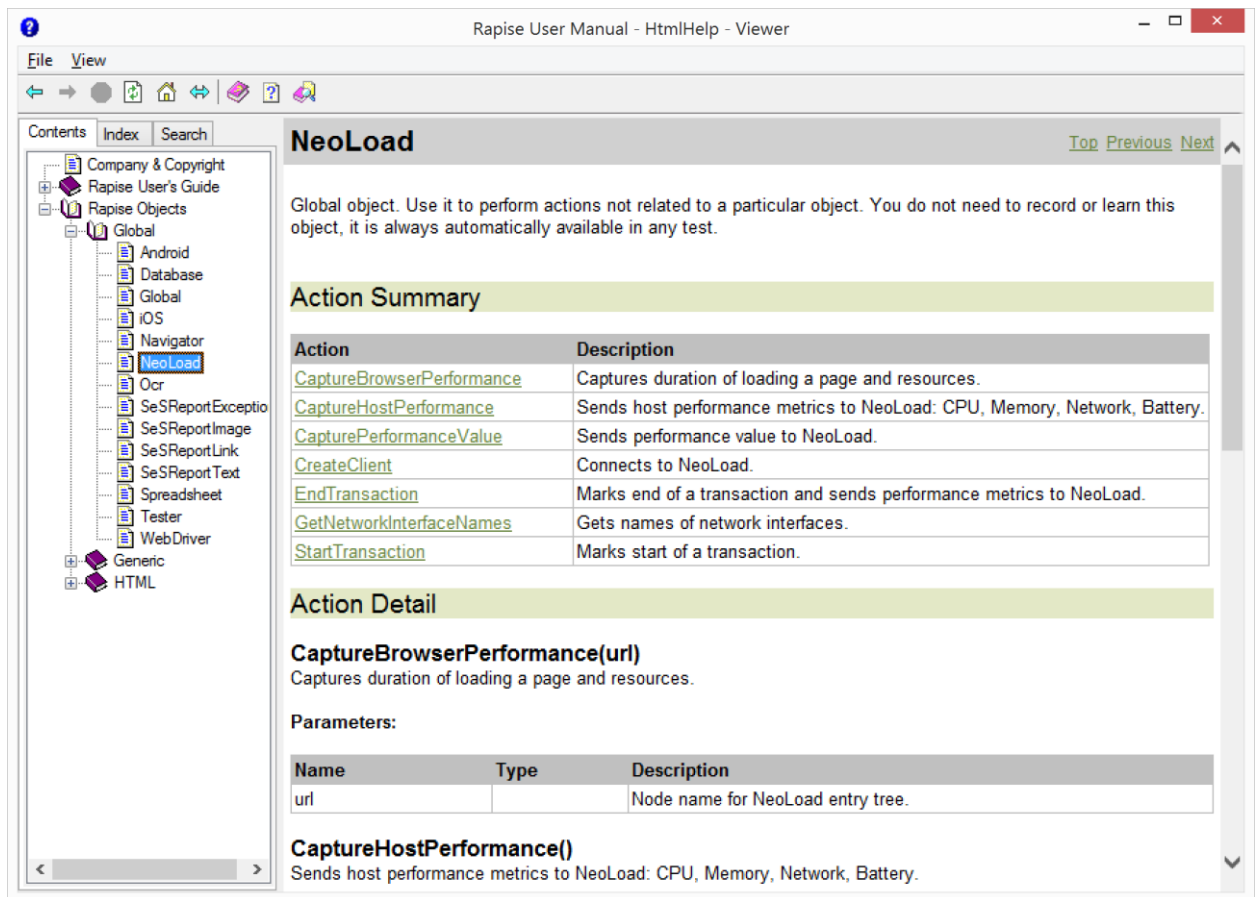 Rapise User Manual - HtmlHelp - Viewer
File View
Contents Index Search
Company & Copyright
Rapise User's Guide
Rapise Objects
Global
Android
Database
Global
iOS
Navigator
NeoLoad
Ocr
SeSReportExceptio
SeSReportImage
SeSReportLink
SeSReportText
Spreadsheet
Tester
WebDriver
Generic
HTML
NeoLoad
Top Previous Next
Global object. Use it to perform actions not related to a particular object. You do not need to record or learn this
object, it is always automatically available in any test.
Action Summary
Action Description
CaptureBrowserPerformance Captures duration of loading a page and resources.
CaptureHostPerformance Sends host performance metrics to NeoLoad: CPU, Memory, Network, Battery.
CapturePerformanceValue Sends performance value to NeoLoad.
CreateClient Connects to NeoLoad.
EndTransaction Marks end of a transaction and sends performance metrics to NeoLoad.
GetNetworkInterfaceNames Gets names of network interfaces.
StartTransaction Marks start of a transaction.
Action Detail
CaptureBrowserPerformance(url)
Captures duration of loading a page and resources.
Parameters:
Name Type Description
url Node name for NeoLoad entry tree.
CaptureHostPerformance()
Sends host performance metrics to NeoLoad: CPU, Memory, Network, Battery.